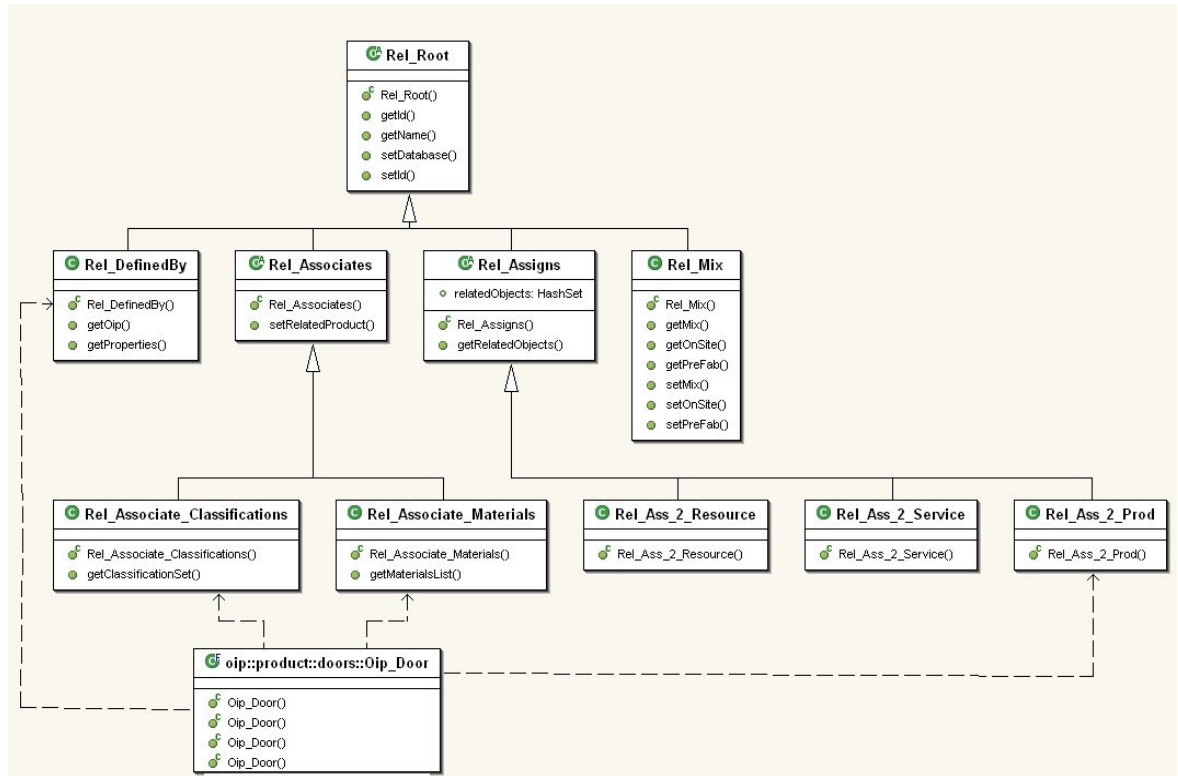 Rel_Root
Rel_Root()
getId()
getName()
setDatabase()
setId()
Rel_DefinedBy
Rel_DefinedBy()
getOip()
getProperties()
Rel_Associates
Rel_Associates()
setRelatedProduct()
Rel_Assigns
relatedObjects: HashSet
Rel_Assigns()
getRelatedObjects()
Rel_Mix
Rel_Mix()
getMix()
getOnSite()
getPreFab()
setMix()
setOnSite()
setPreFab()
Rel_Associate_Classifications
Rel_Associate_Classifications()
getClassificationSet()
Rel_Associate_Materials
Rel_Associate_Materials()
getMaterialsList()
Rel_Ass_2_Resource
Rel_Ass_2_Resource()
Rel_Ass_2_Service
Rel_Ass_2_Service()
Rel_Ass_2_Prod
Rel_Ass_2_Prod()
oip::product::doors::Oip_Door
Oip_Door()
Oip_Door()
Oip_Door()
Oip_Door()